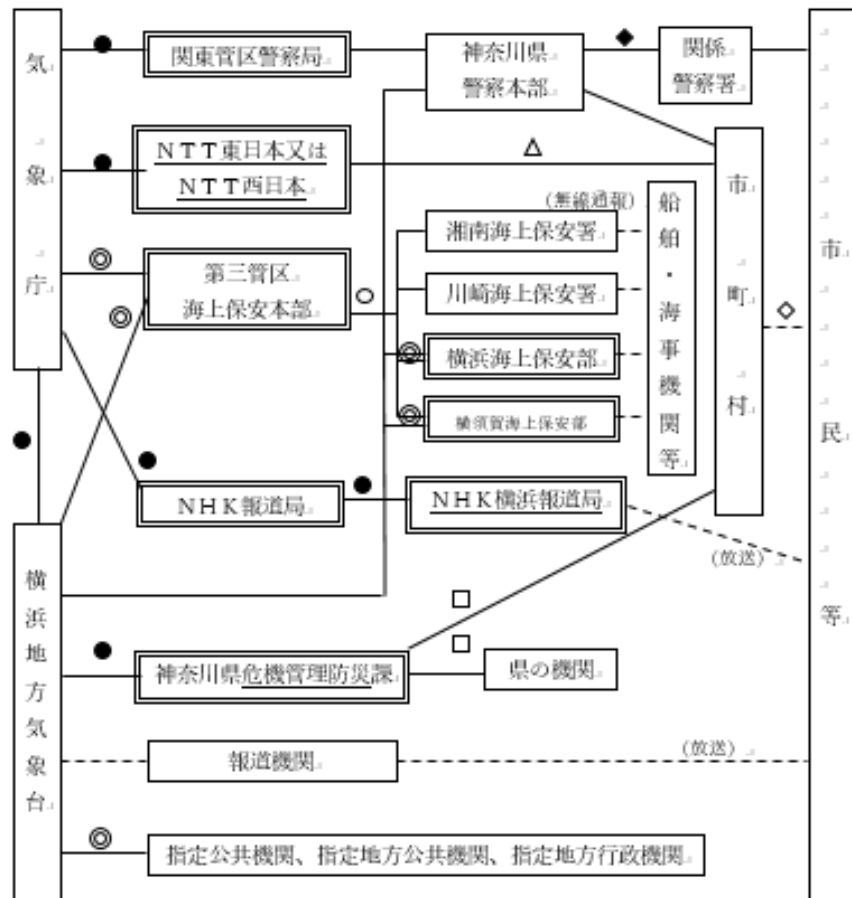 気象庁
関東管区警察局
神奈川県
警察本部
関係
警察署
NTT東日本又は
NTT西日本
市町村
市民等
(無線通報)
船舶・海事機関等
湘南海上保安署
第三管区
海上保安本部
川崎海上保安署
横浜海上保安部
横須賀海上保安部
NHK報道局
NHK横浜報道局
(放送)
横浜地方気象台
神奈川県危機管理防災課
県の機関
報道機関
(放送)
指定公共機関、指定地方公共機関、指定地方行政機関